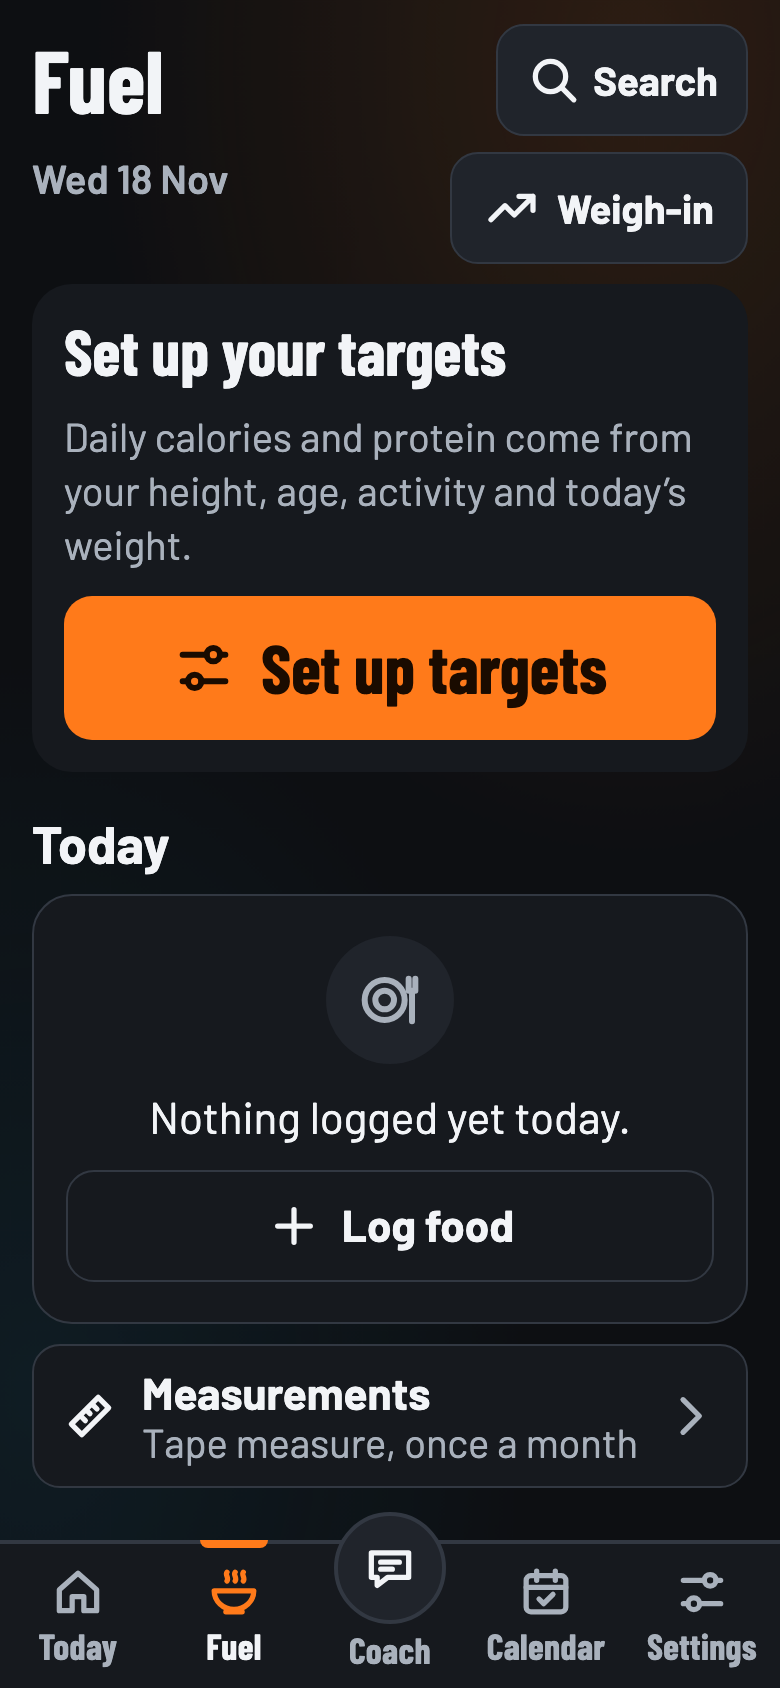 Fuel
Search
Wed 18 Nov
Weigh-in
Set up your targets
Daily calories and protein come from
your height, age, activity and today’s
weight.
Set up targets
Today
Nothing logged yet today.
Log food
Measurements
Tape measure, once a month
Today
Fuel
Coach
Calendar
Settings